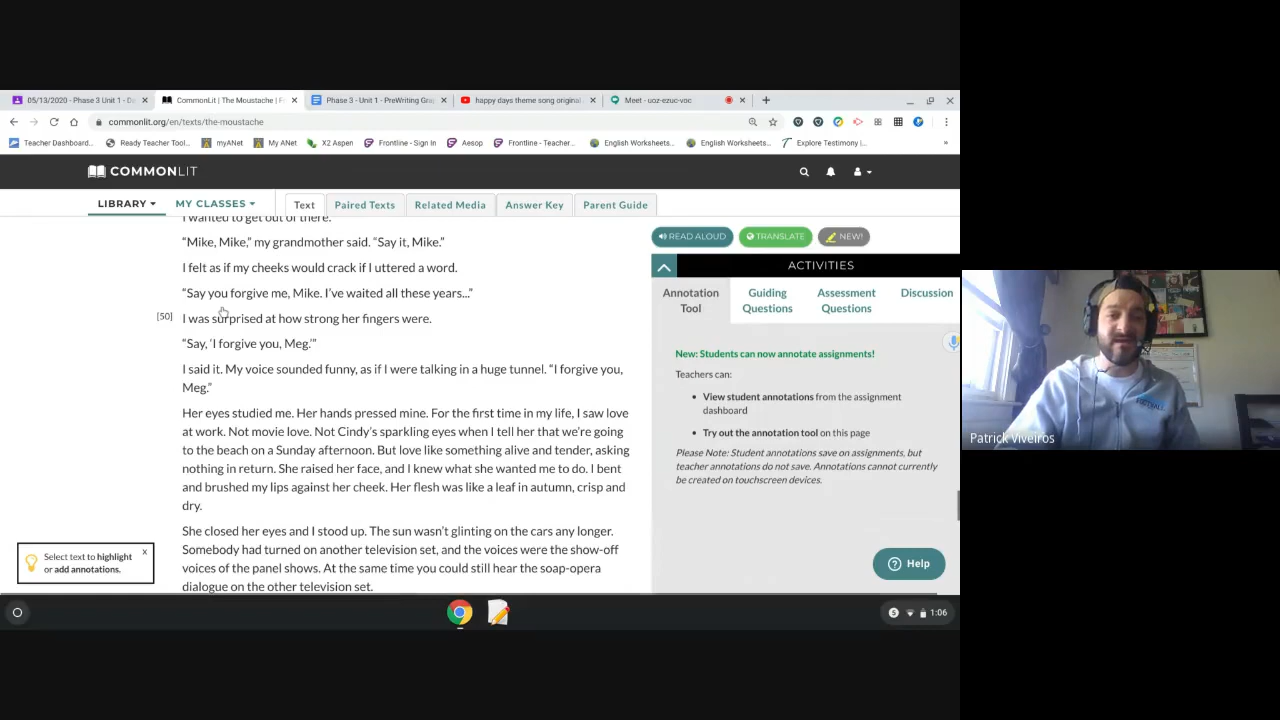 05/13/2020 - Phase 3 Unit 1 - De
CommonLit | The Moustache | Fr
Phase 3 - Unit 1 - PreWriting Gra
happy days theme song original
Meet - uoz-ezuc-voc
commonlit.org/en/texts/the-moustache
Teacher Dashboard...
Ready Teacher Tool...
myANet
My ANet
X2 Aspen
Frontline - Sign In
Aesop
Frontline - Teacher...
English Worksheets...
English Worksheets...
Explore Testimony I...
»
COMMONLIT
LIBRARY
MY CLASSES
Text
Paired Texts
Related Media
Answer Key
Parent Guide
I wanted to get out of there.
“Mike, Mike,” my grandmother said. “Say it, Mike.”
I felt as if my cheeks would crack if I uttered a word.
“Say you forgive me, Mike. I’ve waited all these years...”
[50] I was surprised at how strong her fingers were.
“Say, ‘I forgive you, Meg.’”
I said it. My voice sounded funny, as if I were talking in a huge tunnel. “I forgive you,
Meg.”
Her eyes studied me. Her hands pressed mine. For the first time in my life, I saw love
at work. Not movie love. Not Cindy’s sparkling eyes when I tell her that we’re going
to the beach on a Sunday afternoon. But love like something alive and tender, asking
nothing in return. She raised her face, and I knew what she wanted me to do. I bent
and brushed my lips against her cheek. Her flesh was like a leaf in autumn, crisp and
dry.
She closed her eyes and I stood up. The sun wasn’t glinting on the cars any longer.
Somebody had turned on another television set, and the voices were the show-off
voices of the panel shows. At the same time you could still hear the soap-opera
dialogue on the other television set.
Select text to highlight
or add annotations.
x
READ ALOUD
TRANSLATE
NEW!
ACTIVITIES
Annotation
Tool
Guiding
Questions
Assessment
Questions
Discussion
New: Students can now annotate assignments!
Teachers can:
• View student annotations from the assignment
dashboard
• Try out the annotation tool on this page
Please Note: Student annotations save on assignments, but
teacher annotations do not save. Annotations cannot currently
be created on touchscreen devices.
Help
5
1:06
Patrick Viveiros